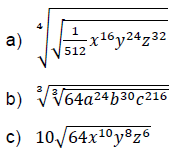 a) ⁴√√(1/512 x¹⁶y²⁴z³²)
b) ³√³√(64a²⁴b³⁰c²¹⁶)
c) 10√(64x¹⁰y⁸z⁶)